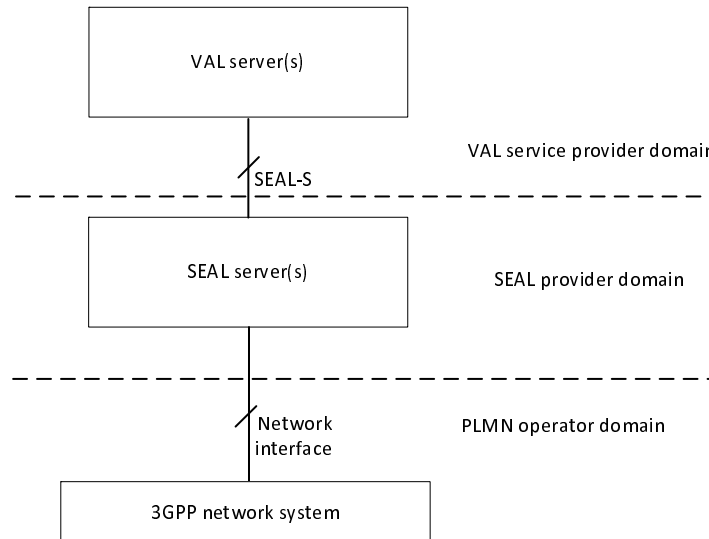 VAL server(s)
VAL service provider domain
SEAL-S
SEAL server(s)
SEAL provider domain
Network
interface
PLMN operator domain
3GPP network system